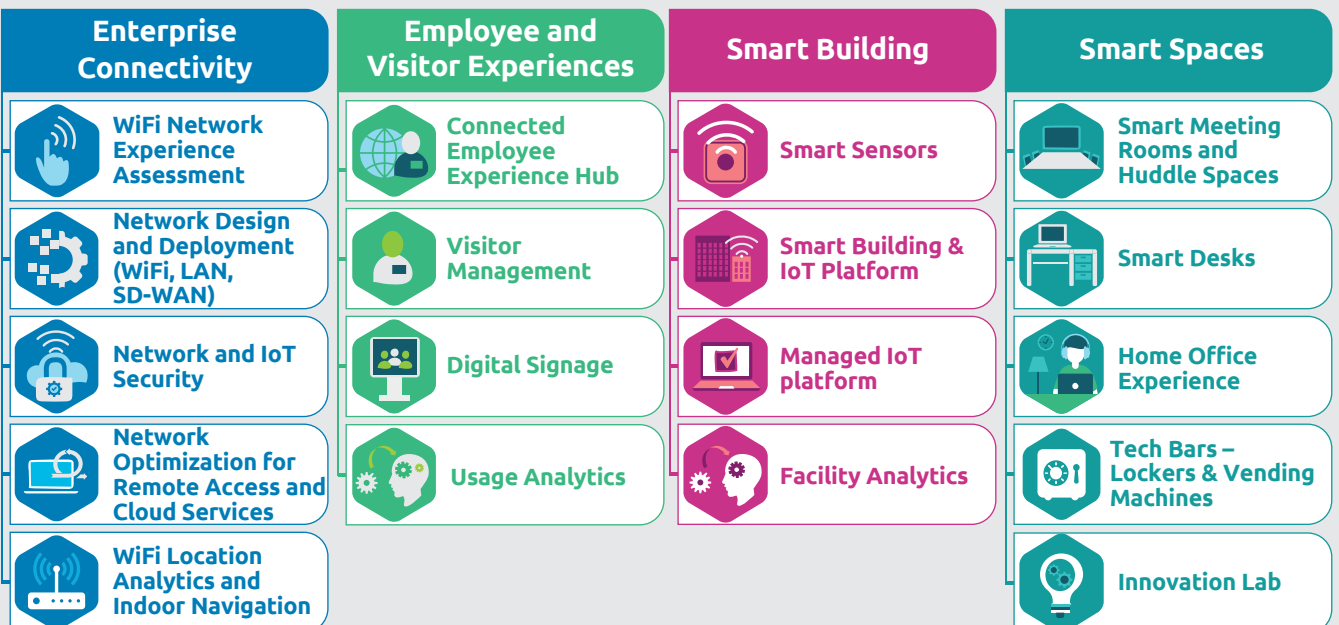 Enterprise
Connectivity
WiFi Network
Experience
Assessment
Network Design
and Deployment
(WiFi, LAN,
SD-WAN)
Network and IoT
Security
Network
Optimization for
Remote Access and
Cloud Services
WiFi Location
Analytics and
Indoor Navigation
Employee and
Visitor Experiences
Connected
Employee
Experience Hub
Visitor
Management
Digital Signage
Usage Analytics
Smart Building
Smart Sensors
Smart Building &
IoT Platform
Managed IoT
platform
Facility Analytics
Smart Spaces
Smart Meeting
Rooms and
Huddle Spaces
Smart Desks
Home Office
Experience
Tech Bars –
Lockers & Vending
Machines
Innovation Lab